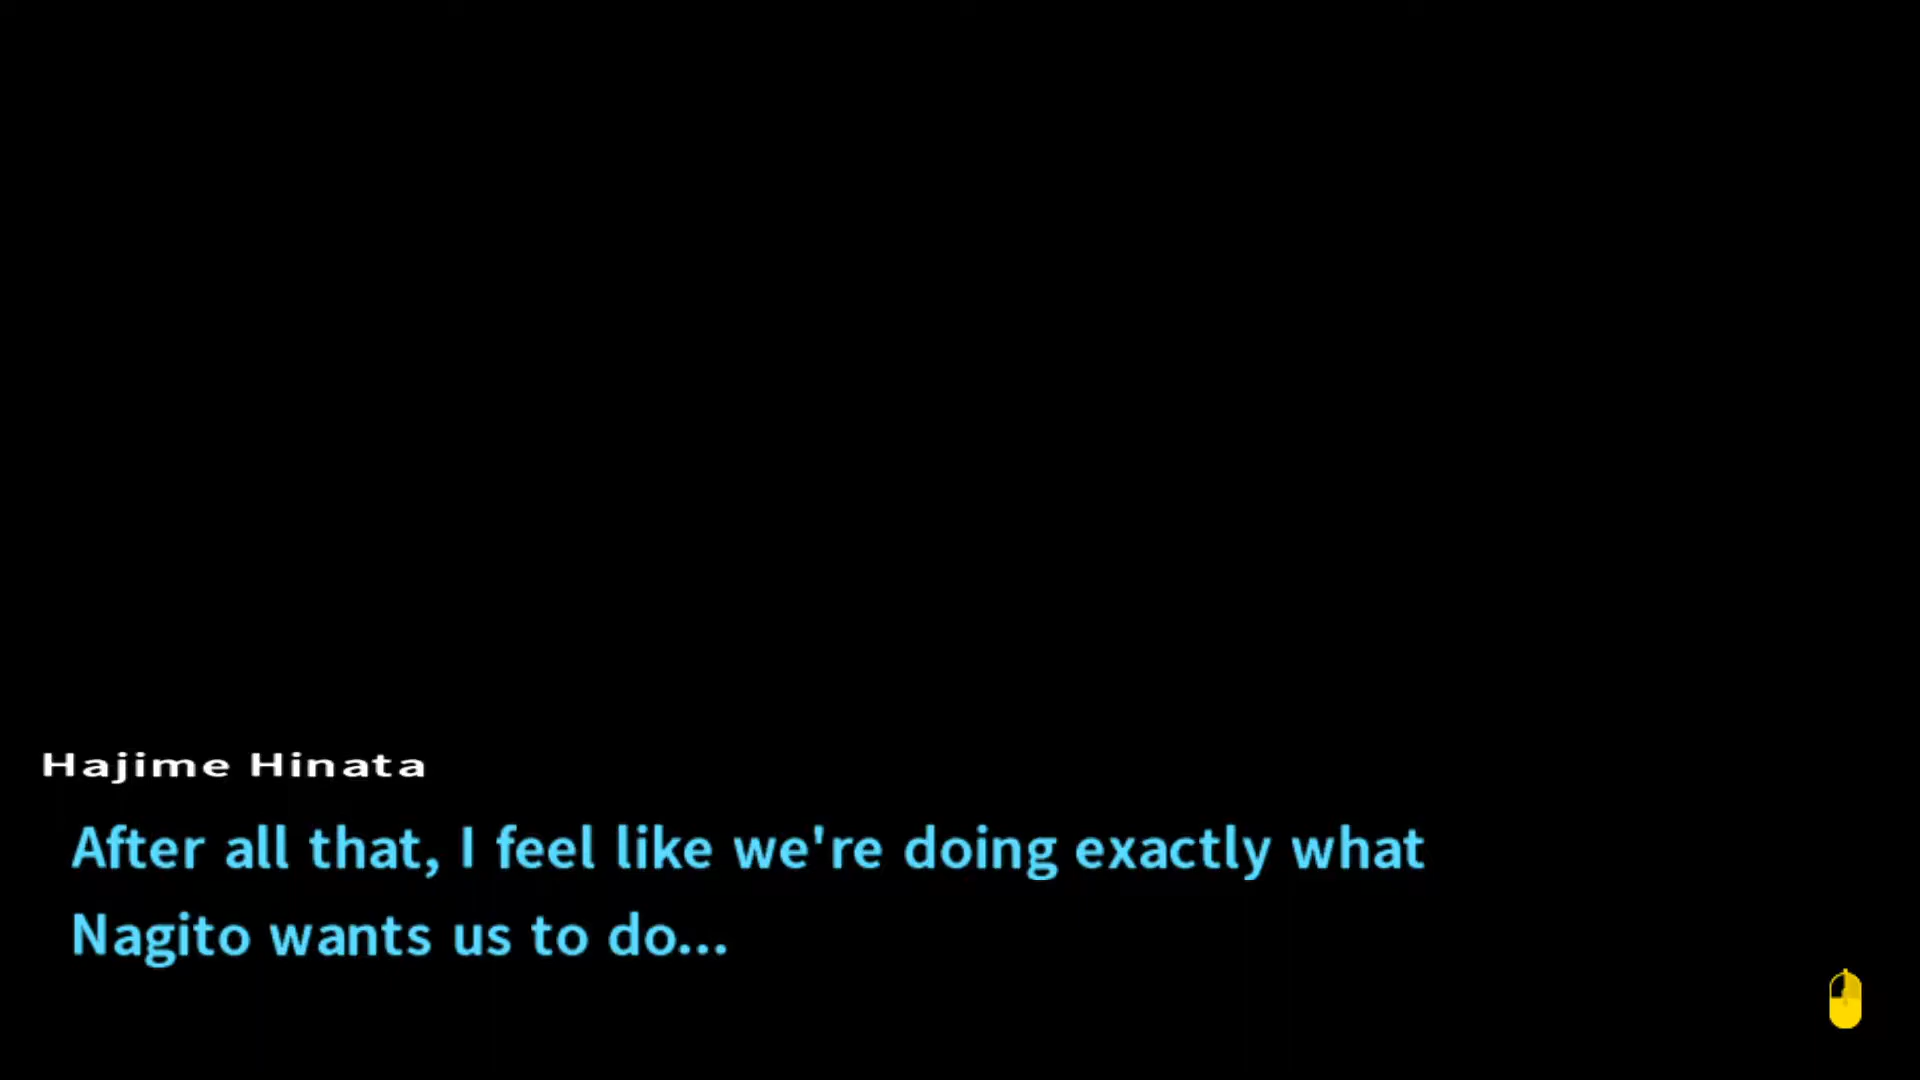 Hajime Hinata
After all that, I feel like we're doing exactly what
Nagito wants us to do...